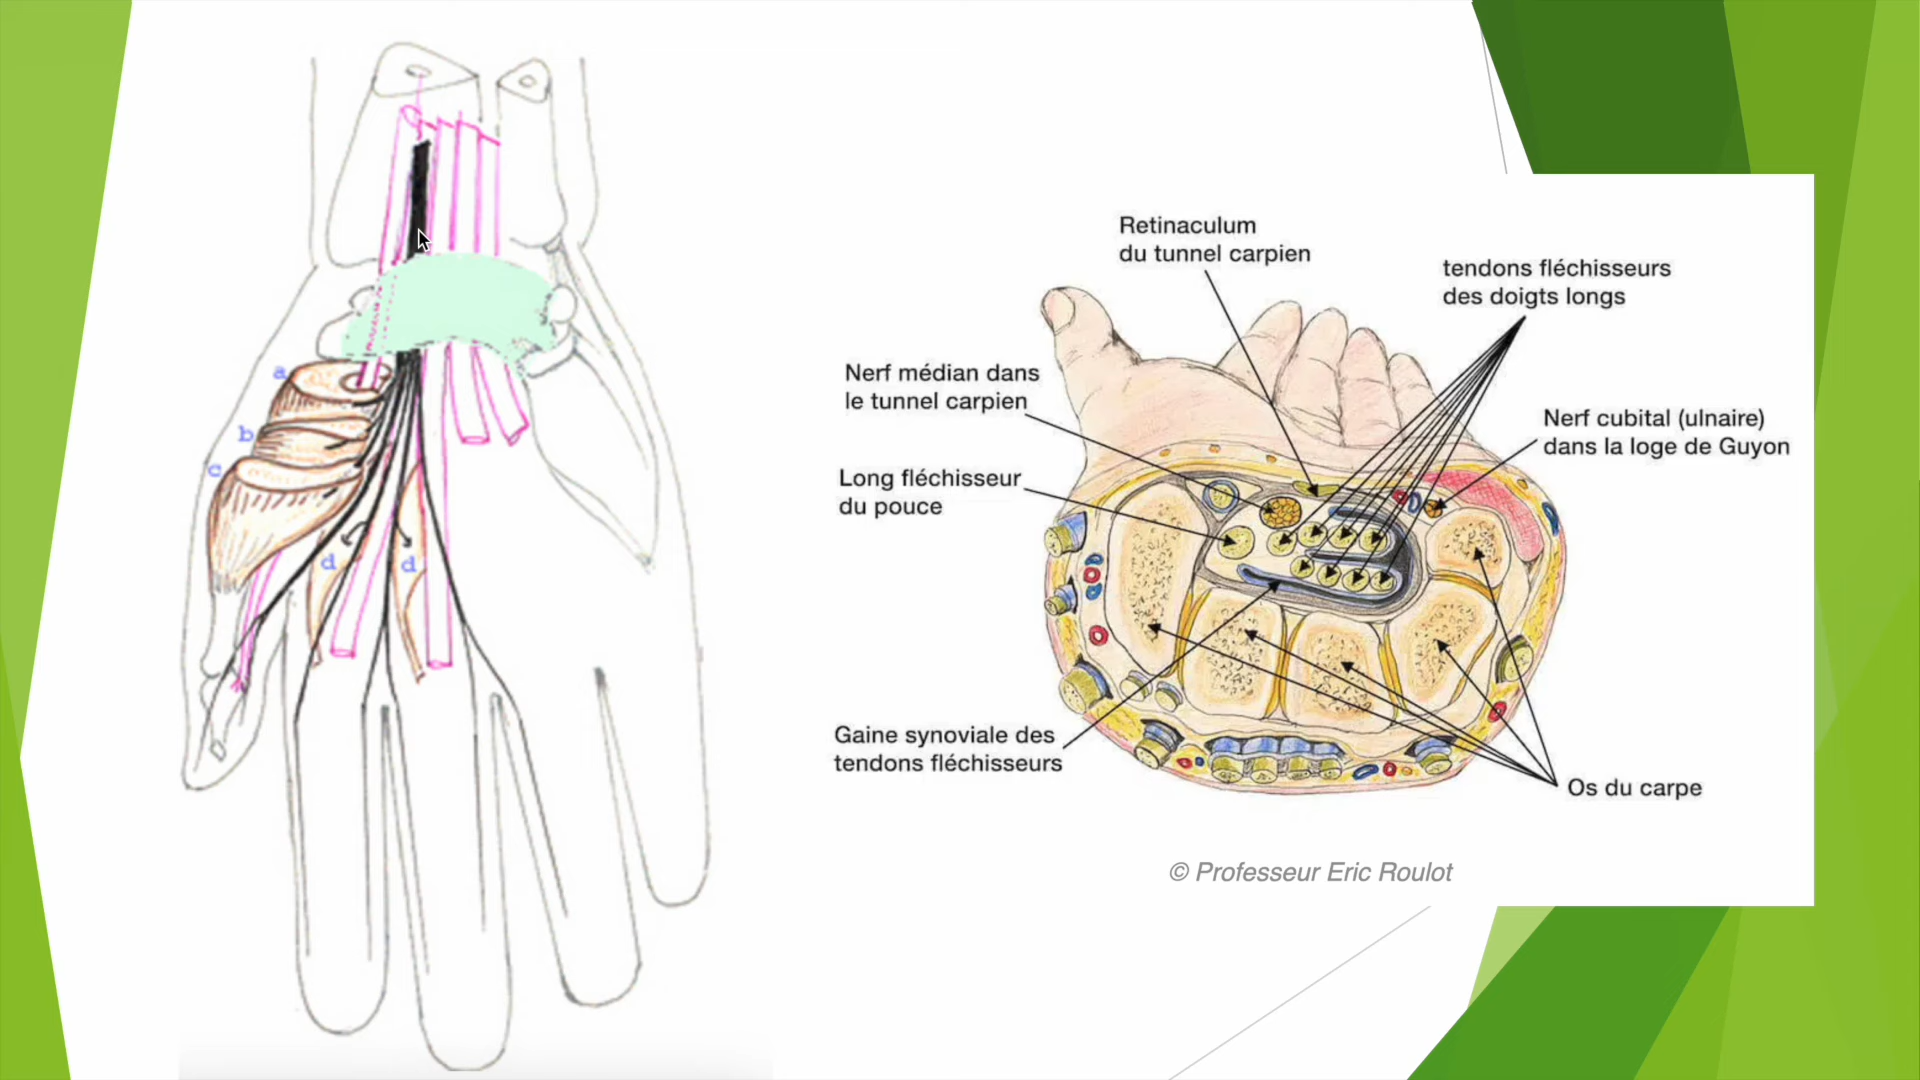 a
b
c
d
d
Retinaculum
du tunnel carpien
tendons fléchisseurs
des doigts longs
Nerf médian dans
le tunnel carpien
Nerf cubital (ulnaire)
dans la loge de Guyon
Long fléchisseur
du pouce
Gaine synoviale des
tendons fléchisseurs
Os du carpe
© Professeur Eric Roulot